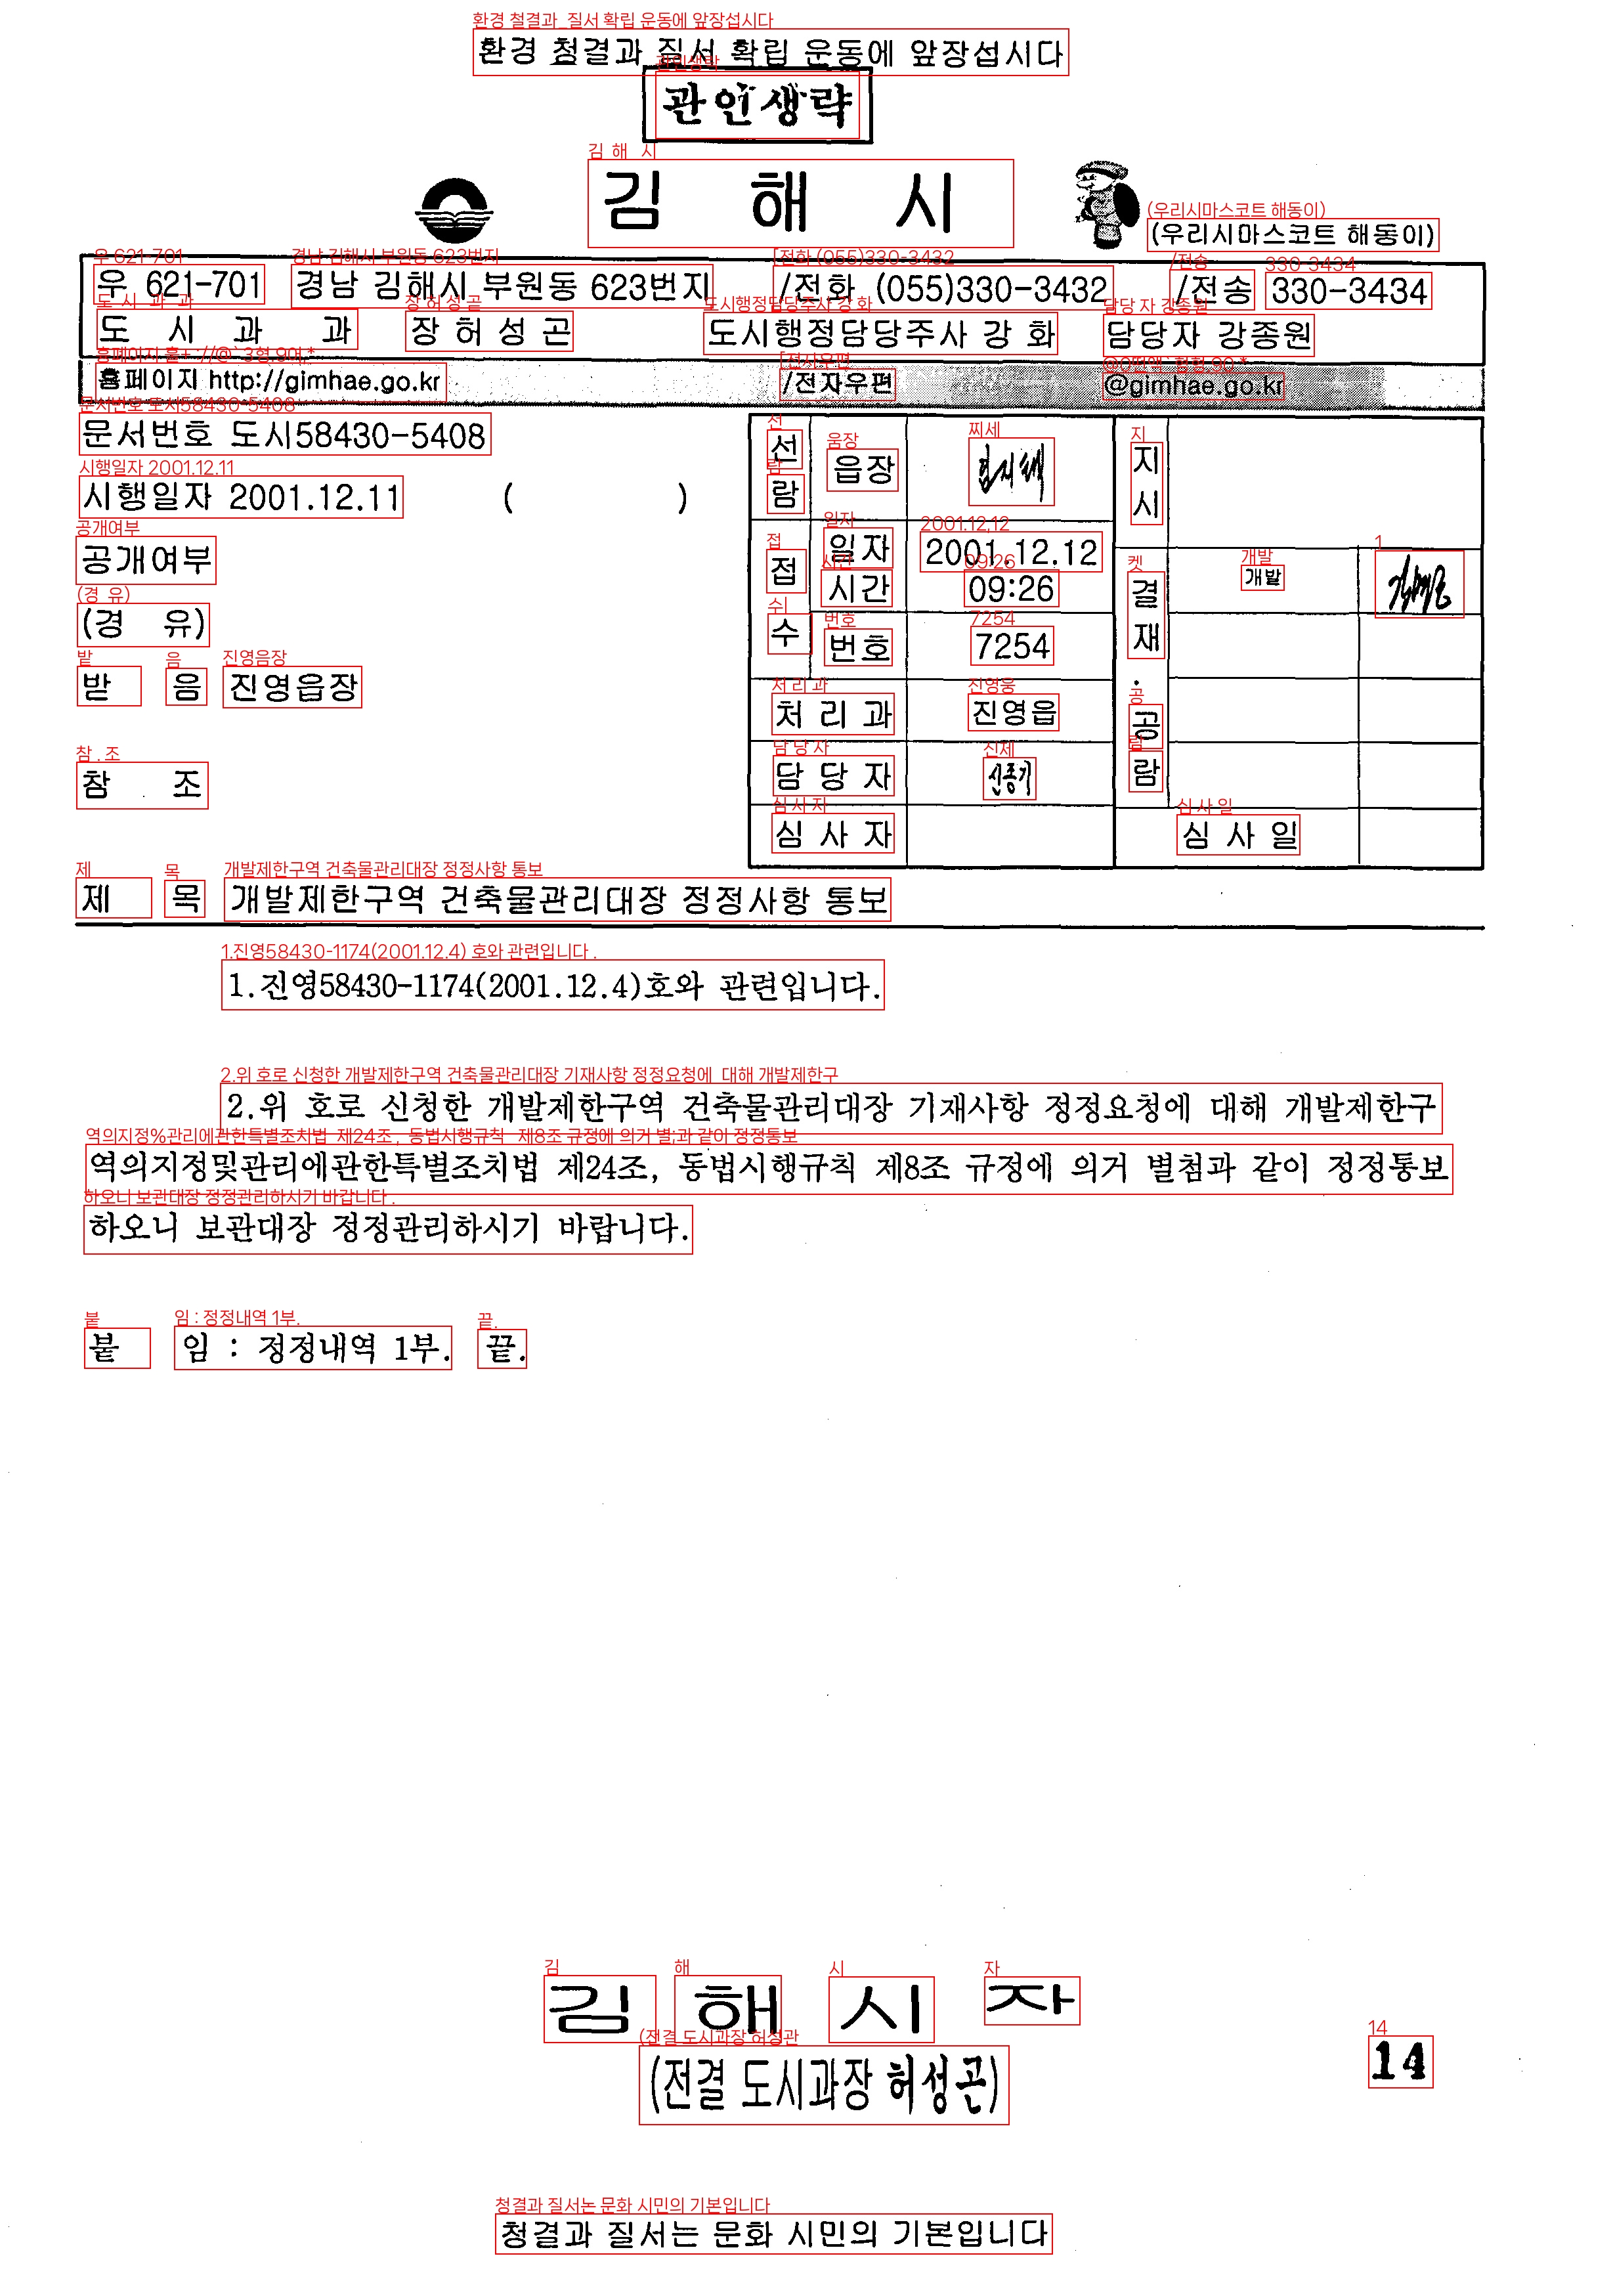 환경 청결과 질서 확립 운동에 앞장섭시다
관인생략
김 해 시
(우리시마스코트 해동이)
우 621-701 경남 김해시 부원동 623번지 /전화 (055)330-3432 /전송 330-3434
도 시 과 과 장 허 성 곤 도시행정담당주사 강 화 담당자 강종원
홈페이지 http://gimhae.go.kr /전자우편 @gimhae.go.kr
문서번호 도시58430-5408
시행일자 2001.12.11 ( )
공개여부
(경 유)
받 음 진영읍장
참 조
선람 읍장 지시
접수 일자 2001.12.12 결재·공람 개발
시간 09:26
번호 7254
처 리 과 진영읍
담 당 자 신종기
심 사 자 심 사 일
제 목 개발제한구역 건축물관리대장 정정사항 통보
1.진영58430-1174(2001.12.4)호와 관련입니다.
2.위 호로 신청한 개발제한구역 건축물관리대장 기재사항 정정요청에 대해 개발제한구
역의지정및관리에관한특별조치법 제24조, 동법시행규칙 제8조 규정에 의거 별첨과 같이 정정통보
하오니 보관대장 정정관리하시기 바랍니다.
붙 임 : 정정내역 1부. 끝.
김 해 시 장
(전결 도시과장 허성곤)
14
청결과 질서는 문화 시민의 기본입니다